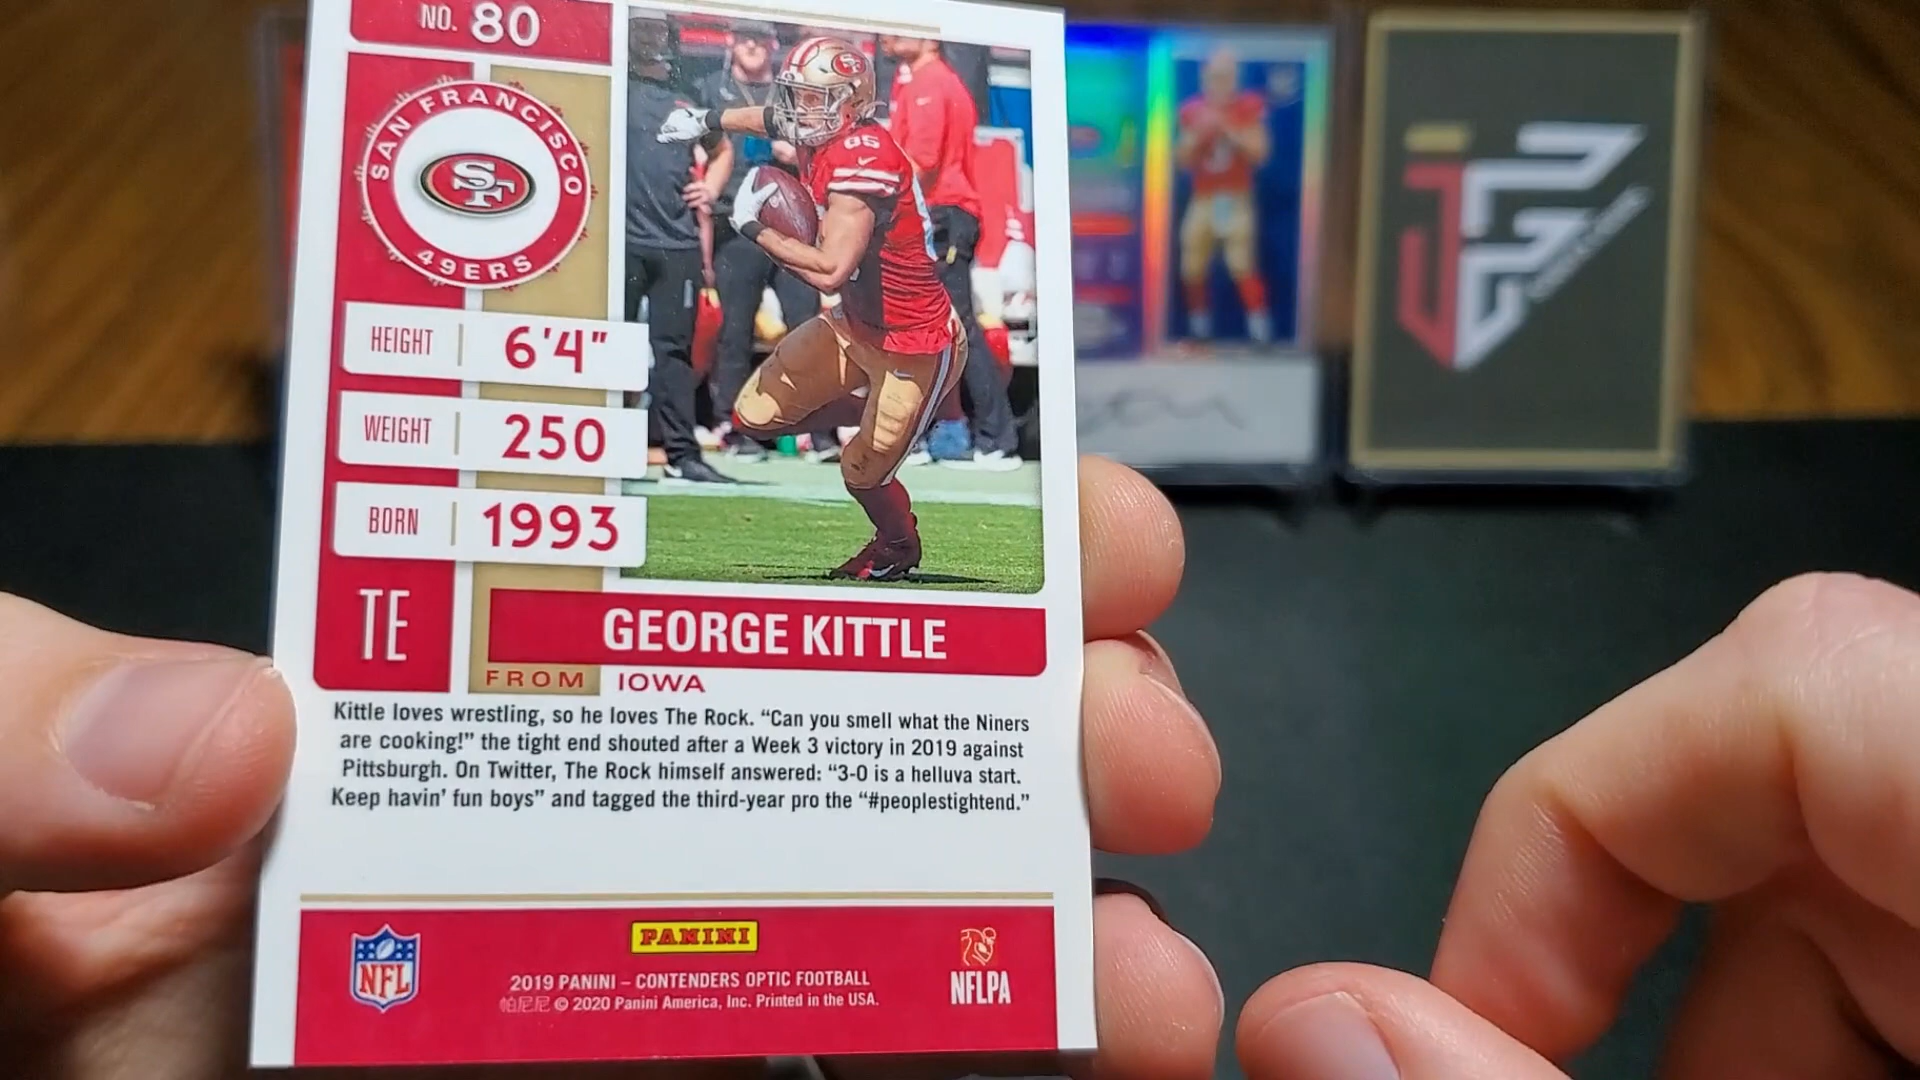 NO. 80
SAN FRANCISCO
SF
49ERS
85
HEIGHT 6'4"
WEIGHT 250
BORN 1993
TE
GEORGE KITTLE
FROM IOWA
Kittle loves wrestling, so he loves The Rock. “Can you smell what the Niners
are cooking!” the tight end shouted after a Week 3 victory in 2019 against
Pittsburgh. On Twitter, The Rock himself answered: “3-0 is a helluva start.
Keep havin’ fun boys” and tagged the third-year pro the “#peoplestightend.”
NFL
PANINI
2019 PANINI – CONTENDERS OPTIC FOOTBALL
帕尼尼 © 2020 Panini America, Inc. Printed in the USA.
NFLPA